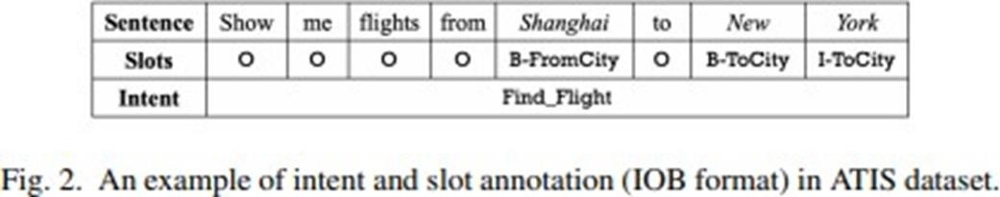 Sentence Show me flights from Shanghai to New York
Slots O O O O B-FromCity O B-ToCity I-ToCity
Intent Find_Flight
Fig. 2. An example of intent and slot annotation (IOB format) in ATIS dataset.